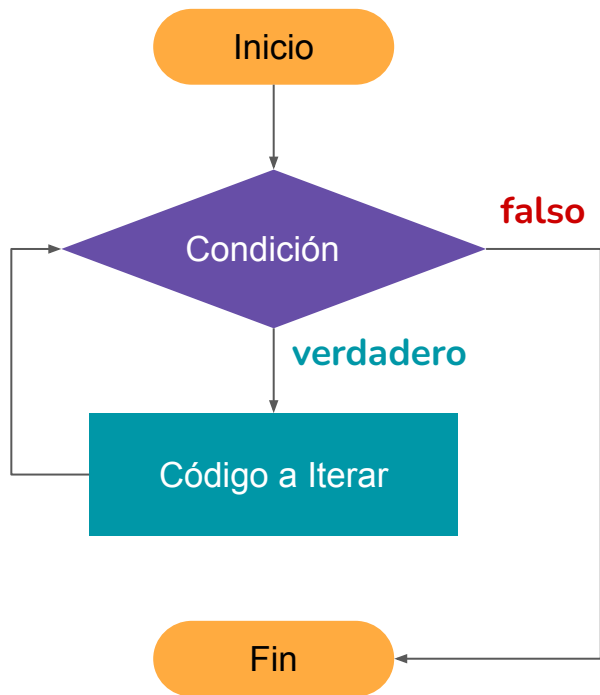 Inicio
falso
Condición
verdadero
Código a Iterar
Fin